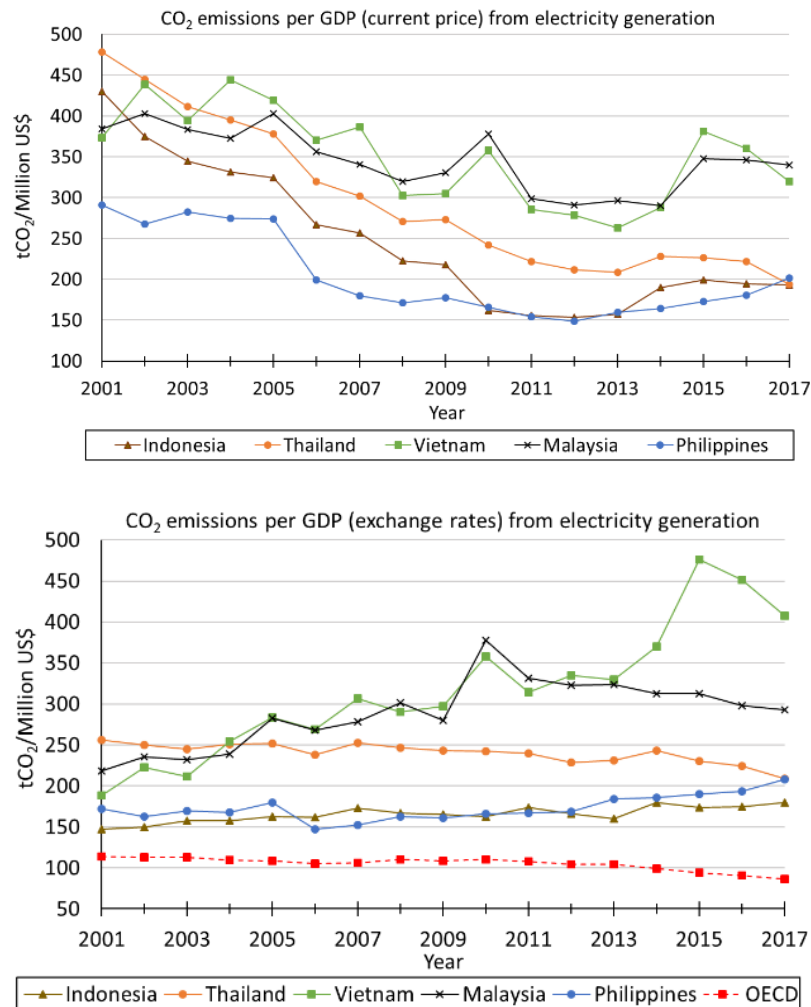 CO₂ emissions per GDP (current price) from electricity generation
tCO₂/Million US$
500
450
400
350
300
250
200
150
100
2001 2003 2005 2007 2009 2011 2013 2015 2017
Year
Indonesia Thailand Vietnam Malaysia Philippines
CO₂ emissions per GDP (exchange rates) from electricity generation
tCO₂/Million US$
500
450
400
350
300
250
200
150
100
50
2001 2003 2005 2007 2009 2011 2013 2015 2017
Year
Indonesia Thailand Vietnam Malaysia Philippines OECD